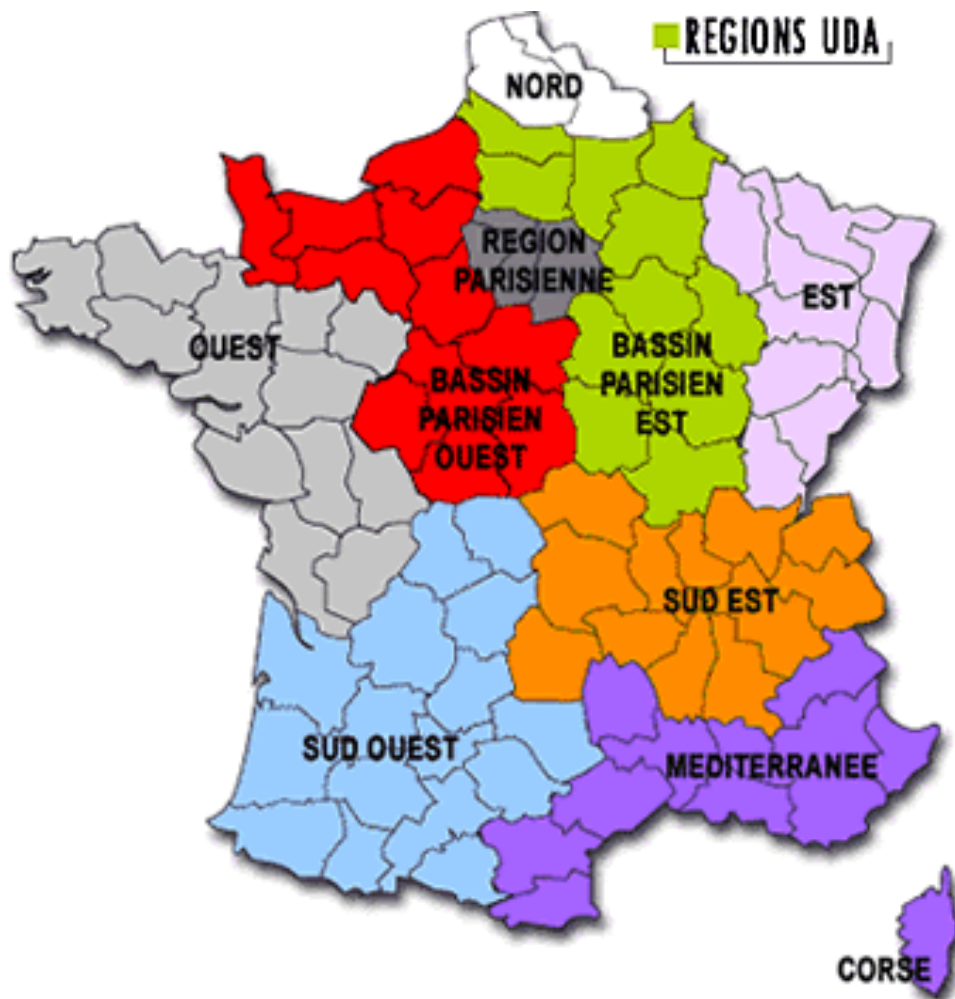 REGIONS UDA
NORD
REGION
PARISIENNE
EST
OUEST
BASSIN
PARISIEN
EST
BASSIN
PARISIEN
OUEST
SUD EST
SUD OUEST
MEDITERRANEE
CORSE